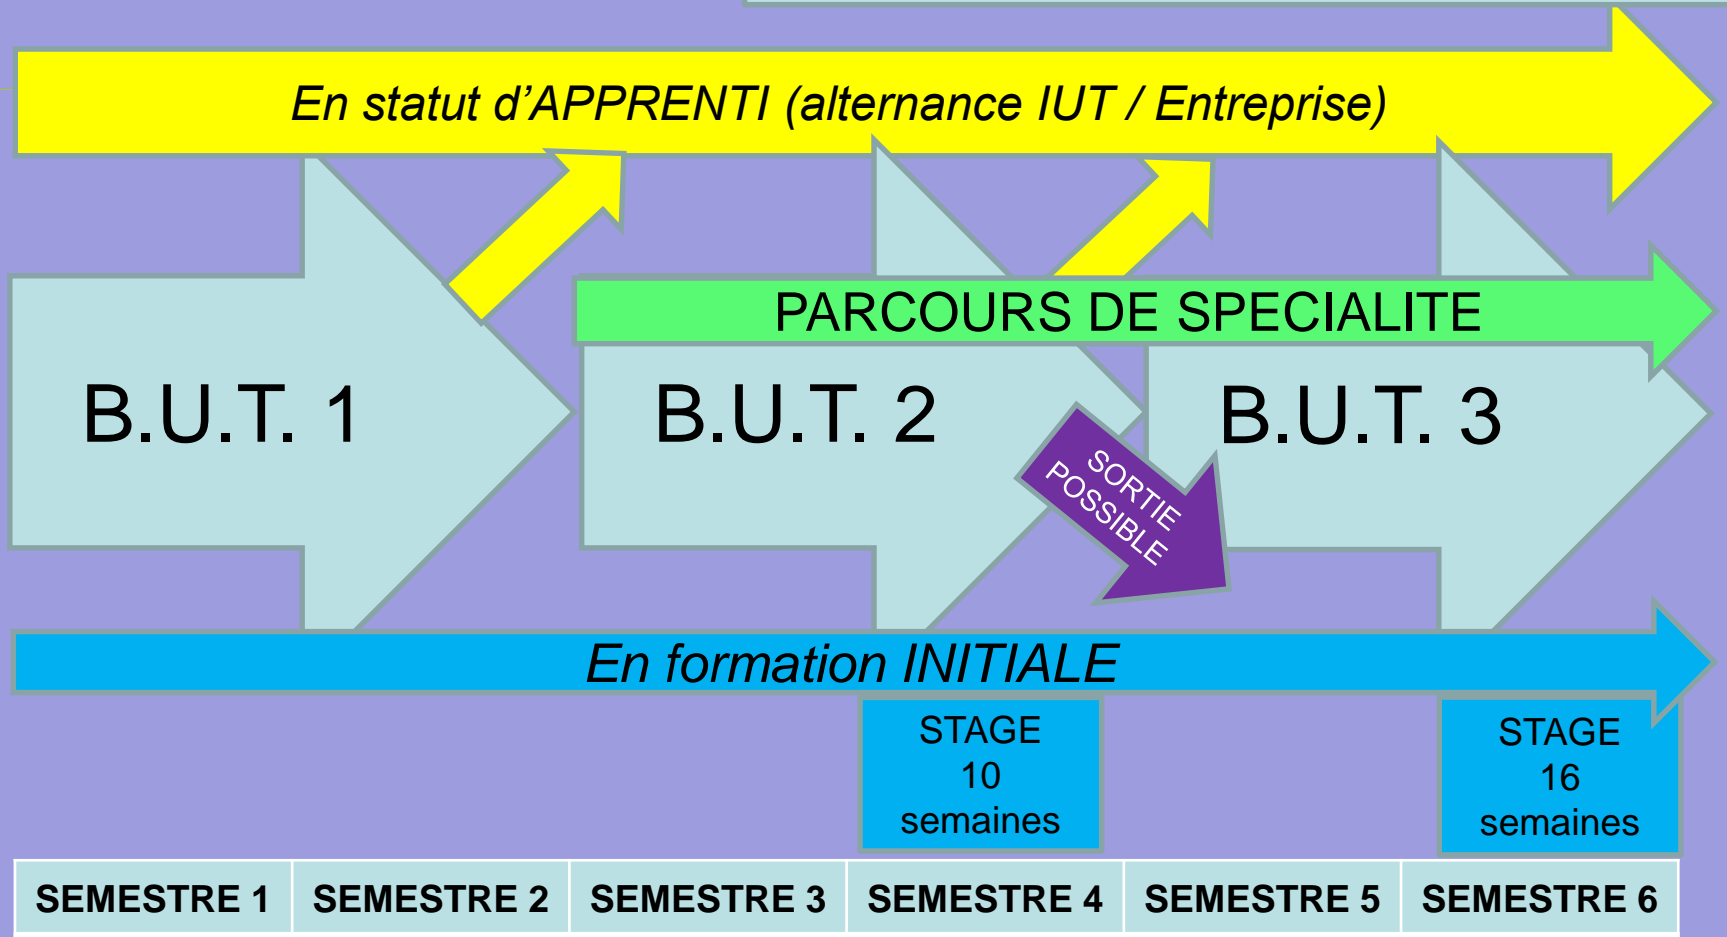 En statut d’APPRENTI (alternance IUT / Entreprise)
PARCOURS DE SPECIALITE
B.U.T. 1
B.U.T. 2
B.U.T. 3
SORTIE
POSSIBLE
En formation INITIALE
STAGE
10
semaines
STAGE
16
semaines
SEMESTRE 1
SEMESTRE 2
SEMESTRE 3
SEMESTRE 4
SEMESTRE 5
SEMESTRE 6